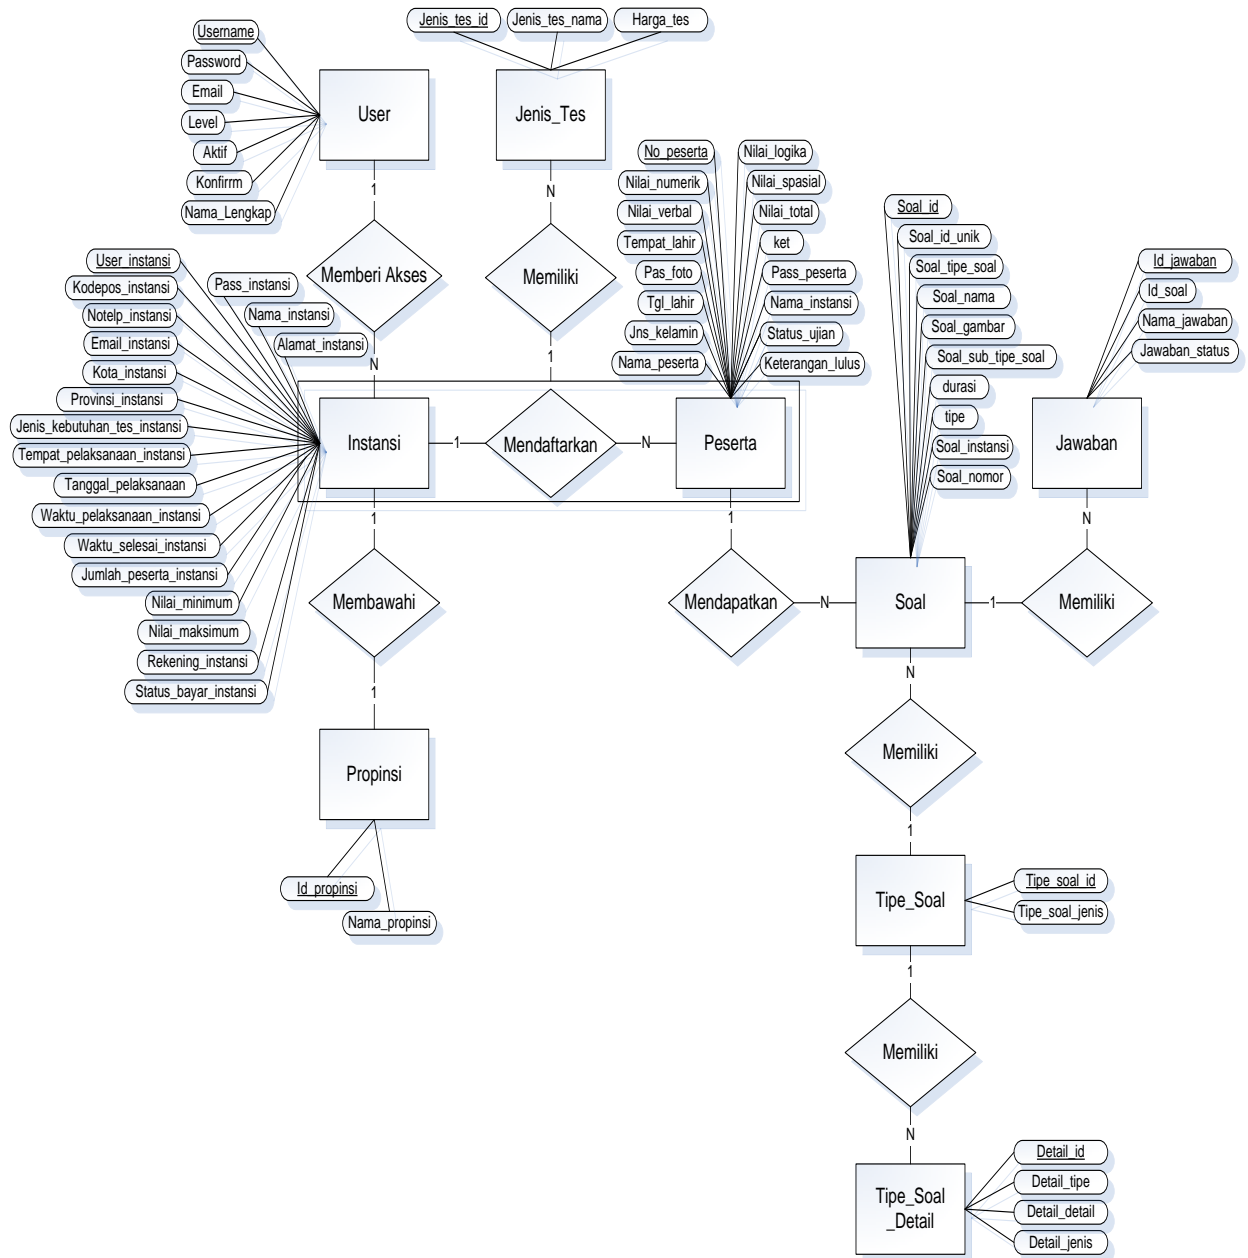 Jenis_tes_id
Jenis_tes_nama
Harga_tes
Username
Password
Email
Level
Aktif
Konfirrm
Nama_Lengkap
User
Jenis_Tes
1
N
Memberi Akses
Memiliki
N
1
No_peserta
Nilai_numerik
Nilai_verbal
Tempat_lahir
Pas_foto
Tgl_lahir
Jns_kelamin
Nama_peserta
Nilai_logika
Nilai_spasial
Nilai_total
ket
Pass_peserta
Nama_instansi
Status_ujian
Keterangan_lulus
Soal_id
Soal_id_unik
Soal_tipe_soal
Soal_nama
Soal_gambar
Soal_sub_tipe_soal
durasi
tipe
Soal_instansi
Soal_nomor
Id_jawaban
Id_soal
Nama_jawaban
Jawaban_status
User_instansi
Kodepos_instansi
Notelp_instansi
Email_instansi
Kota_instansi
Provinsi_instansi
Jenis_kebutuhan_tes_instansi
Tempat_pelaksanaan_instansi
Tanggal_pelaksanaan
Waktu_pelaksanaan_instansi
Waktu_selesai_instansi
Jumlah_peserta_instansi
Nilai_minimum
Nilai_maksimum
Rekening_instansi
Status_bayar_instansi
Pass_instansi
Nama_instansi
Alamat_instansi
Instansi
1
Mendaftarkan
N
Peserta
Jawaban
1
1
N
Membawahi
Mendapatkan
N
Soal
1
Memiliki
1
N
Propinsi
Memiliki
Id_propinsi
Nama_propinsi
1
Tipe_Soal
Tipe_soal_id
Tipe_soal_jenis
1
Memiliki
N
Tipe_Soal
_Detail
Detail_id
Detail_tipe
Detail_detail
Detail_jenis